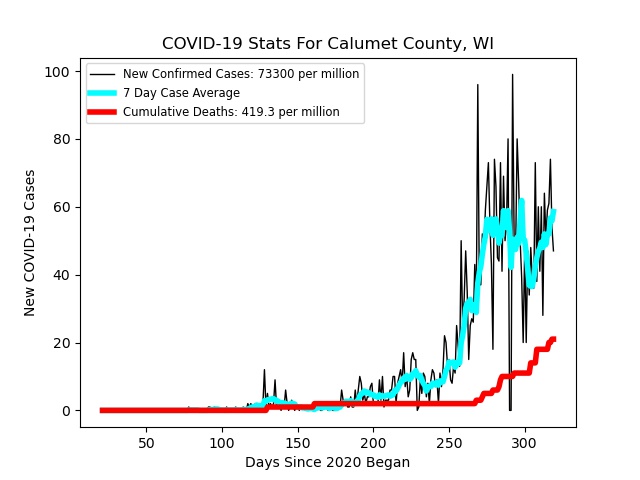 COVID-19 Stats For Calumet County, WI
New Confirmed Cases: 73300 per million
7 Day Case Average
Cumulative Deaths: 419.3 per million
New COVID-19 Cases
100
80
60
40
20
0
50 100 150 200 250 300
Days Since 2020 Began